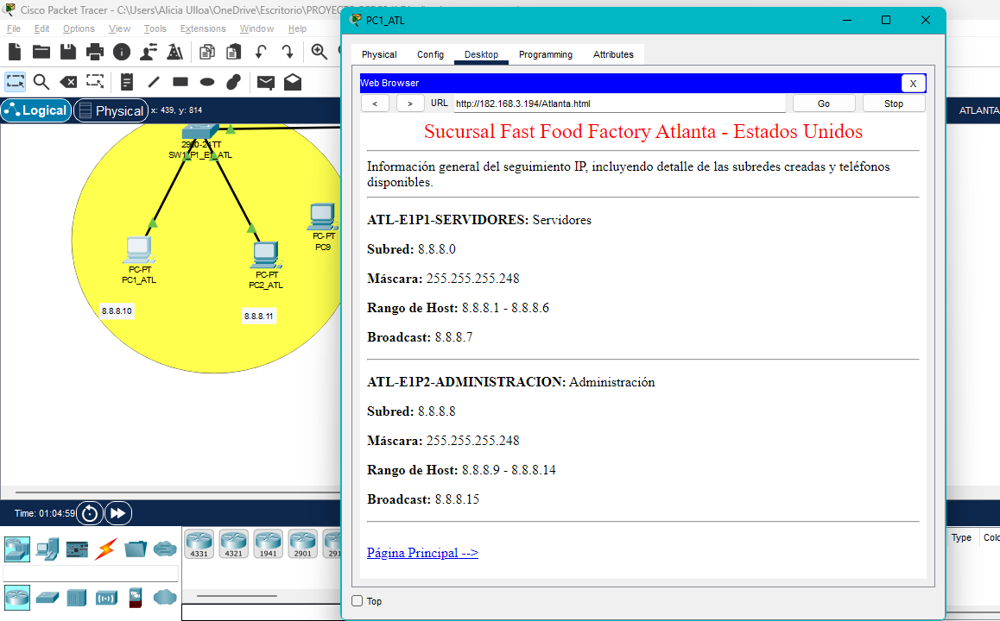 Cisco Packet Tracer - C:\Users\Alicia Ulloa\OneDrive\Escritorio\PROYECTO
File Edit Options View Tools Extensions Window Help
Logical
Physical
x: 439, y: 814
ATLANTA
SW1_P1_E1_ATL
PC-PT
PC1_ATL
PC-PT
PC2_ATL
PC-PT
PC9
8.8.8.10
8.8.8.11
Time: 01:04:59
4331
4321
1941
2901
291
Type
Colo
PC1_ATL
Physical Config Desktop Programming Attributes
Web Browser
X
< > URL http://182.168.3.194/Atlanta.html Go Stop
Sucursal Fast Food Factory Atlanta - Estados Unidos
Información general del seguimiento IP, incluyendo detalle de las subredes creadas y teléfonos
disponibles.
ATL-E1P1-SERVIDORES: Servidores
Subred: 8.8.8.0
Máscara: 255.255.255.248
Rango de Host: 8.8.8.1 - 8.8.8.6
Broadcast: 8.8.8.7
ATL-E1P2-ADMINISTRACION: Administración
Subred: 8.8.8.8
Máscara: 255.255.255.248
Rango de Host: 8.8.8.9 - 8.8.8.14
Broadcast: 8.8.8.15
Página Principal -->
Top